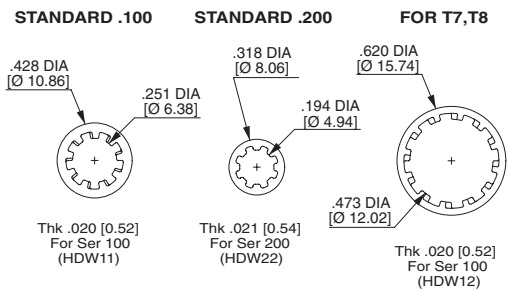 STANDARD .100
.428 DIA
[Ø 10.86]
.251 DIA
[Ø 6.38]
Thk .020 [0.52]
For Ser 100
(HDW11)
STANDARD .200
.318 DIA
[Ø 8.06]
.194 DIA
[Ø 4.94]
Thk .021 [0.54]
For Ser 200
(HDW22)
FOR T7,T8
.620 DIA
[Ø 15.74]
.473 DIA
[Ø 12.02]
Thk .020 [0.52]
For Ser 100
(HDW12)